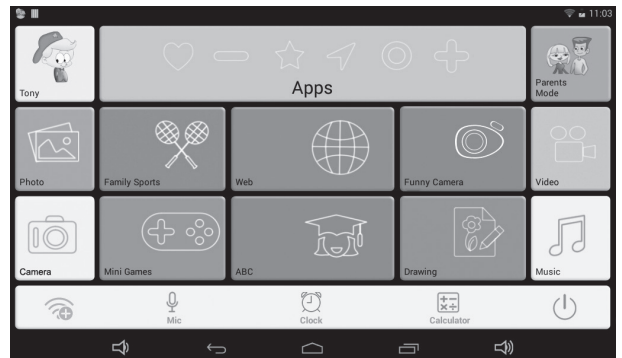 11:03
Tony
Apps
Parents
Mode
Photo
Family Sports
Web
Funny Camera
Video
Camera
Mini Games
ABC
Drawing
Music
Mic
Clock
Calculator